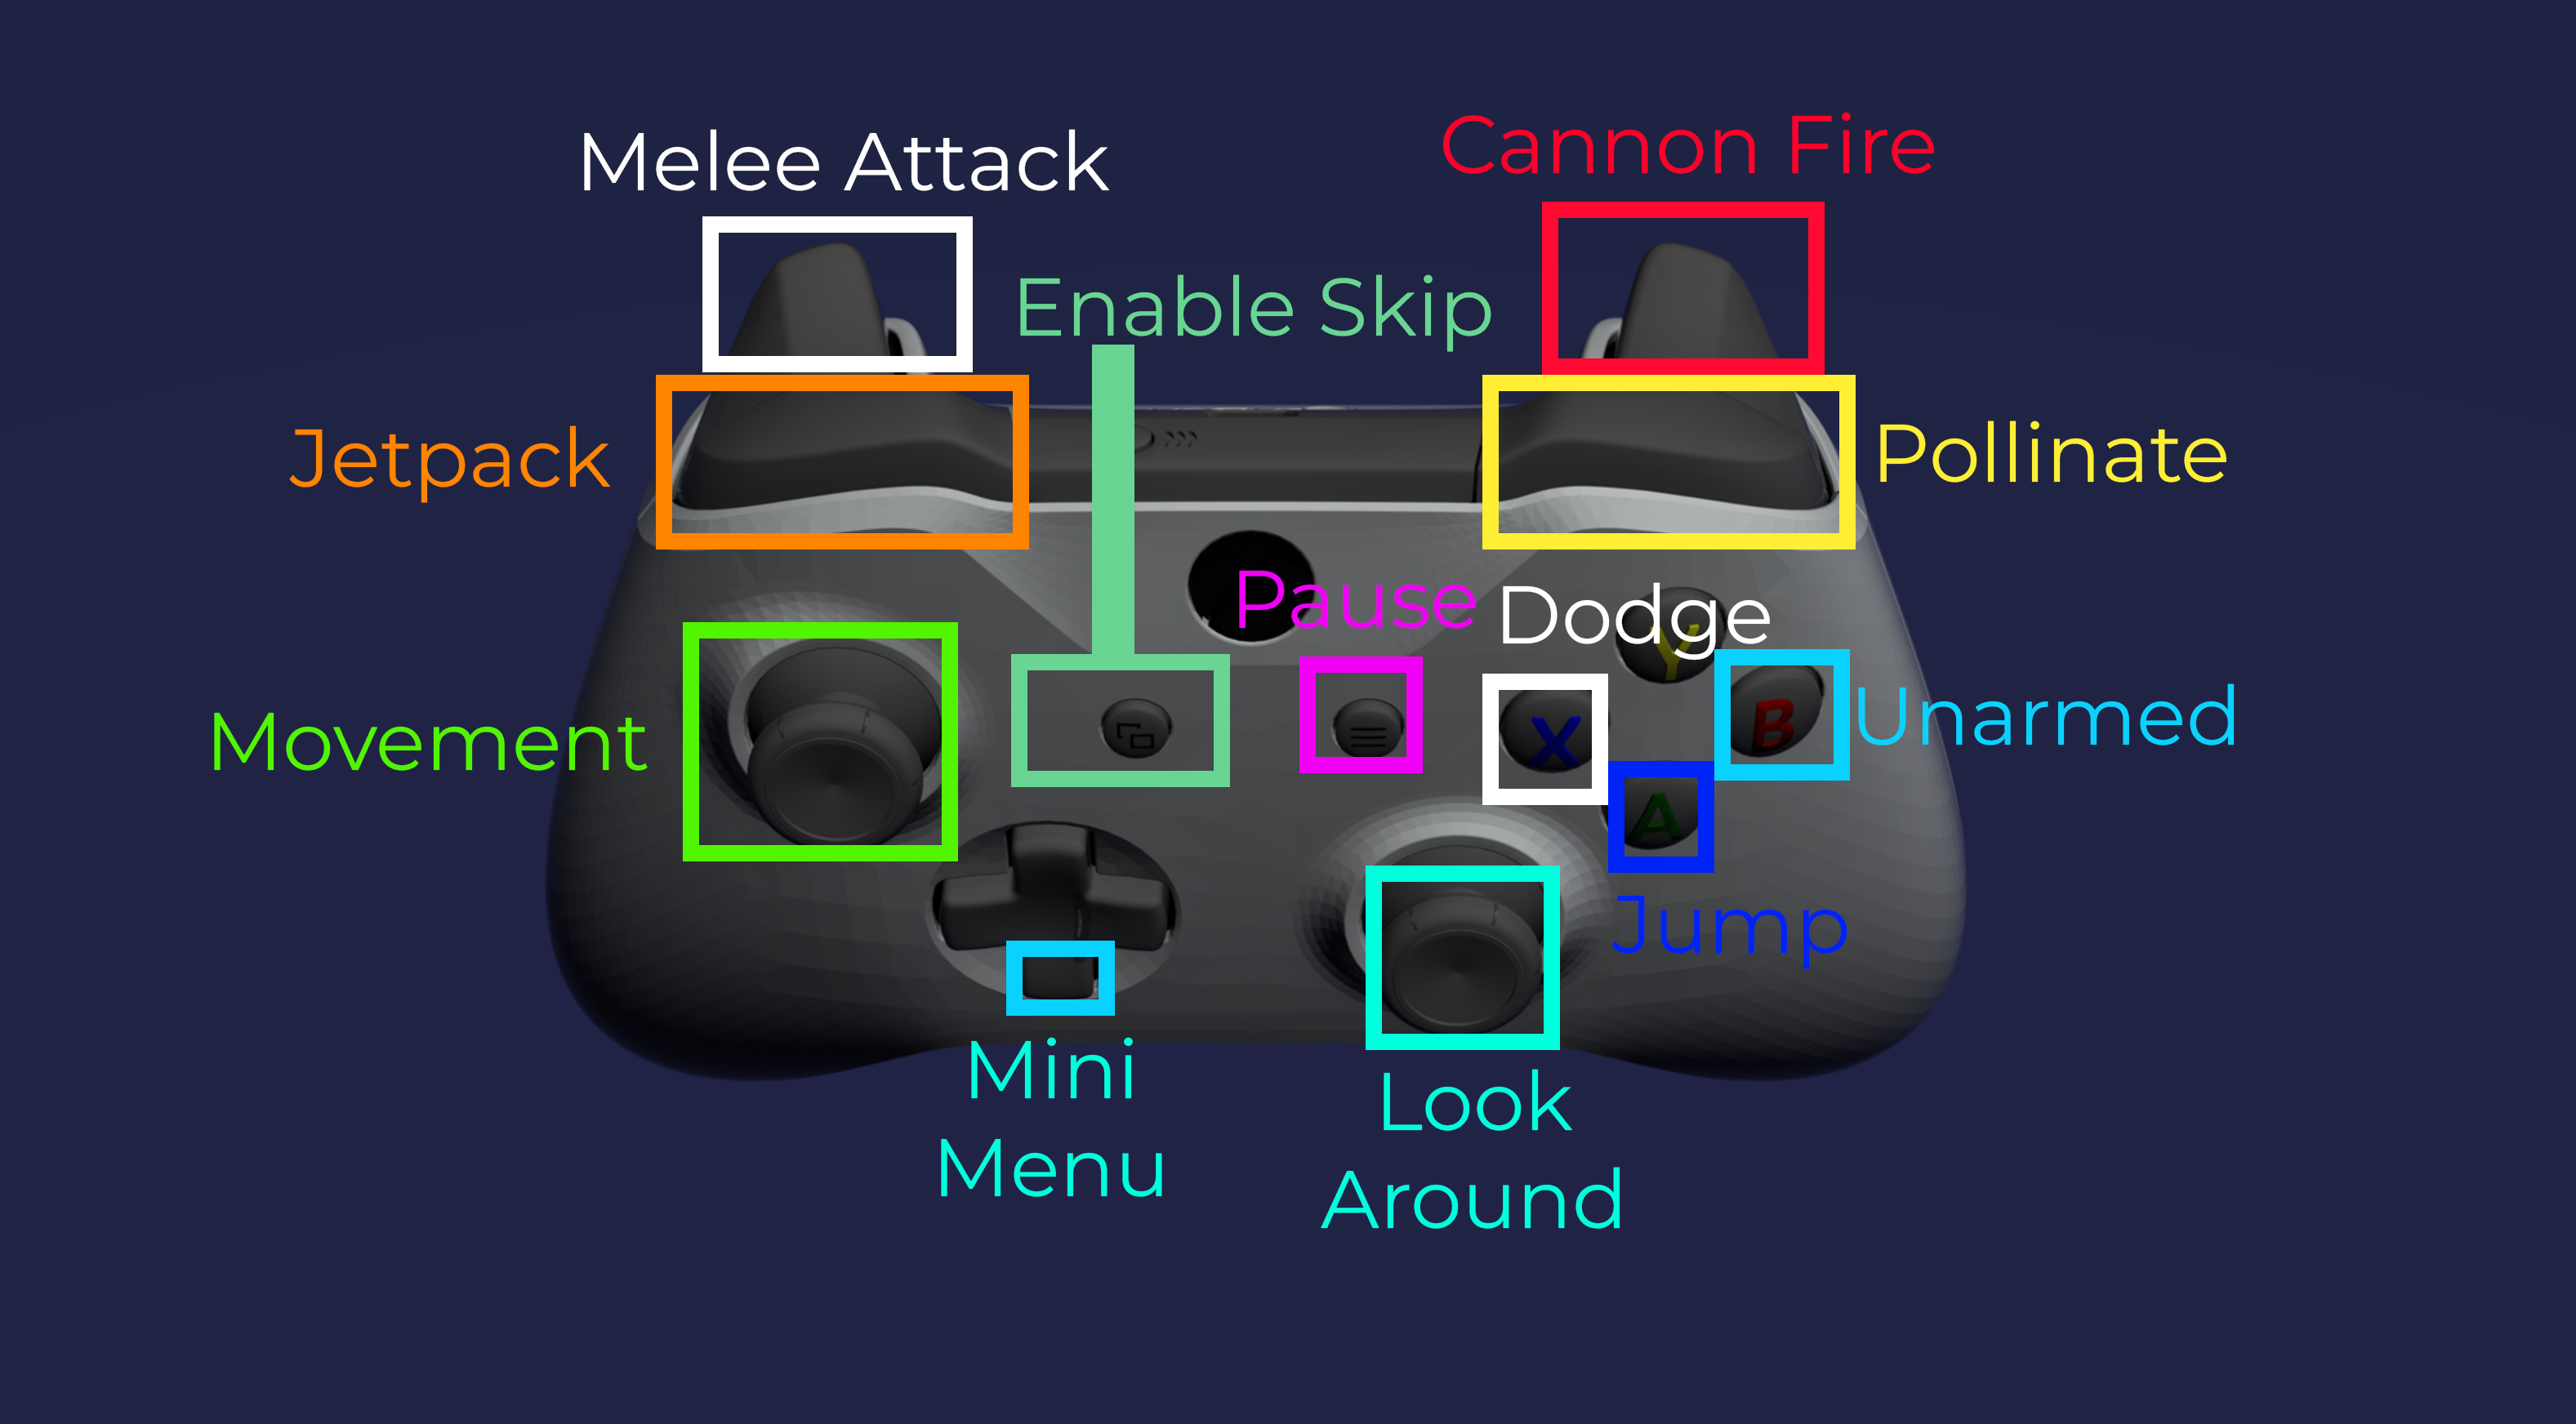 Melee Attack
Cannon Fire
Enable Skip
Jetpack
Pollinate
Pause
Dodge
Y
Movement
X
B
Unarmed
A
Jump
Mini
Menu
Look
Around